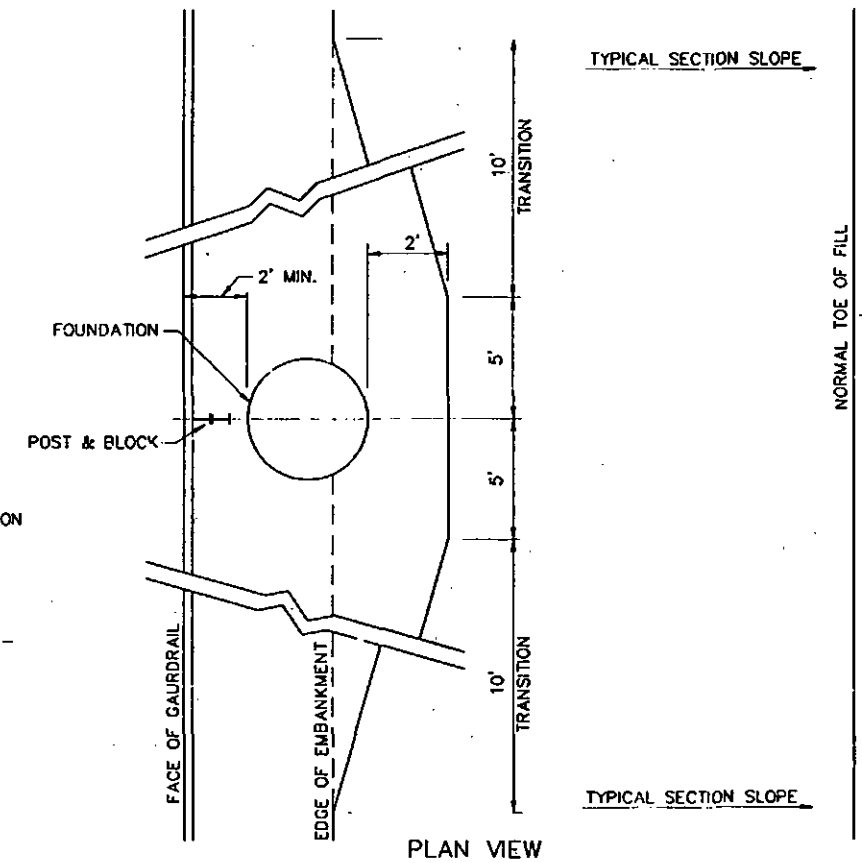 TYPICAL SECTION SLOPE
10'
TRANSITION
2'
2' MIN.
NORMAL TOE OF FILL
FOUNDATION
5'
POST & BLOCK
5'
ON
FACE OF GAURDRAIL
EDGE OF EMBANKMENT
10'
TRANSITION
TYPICAL SECTION SLOPE
PLAN VIEW